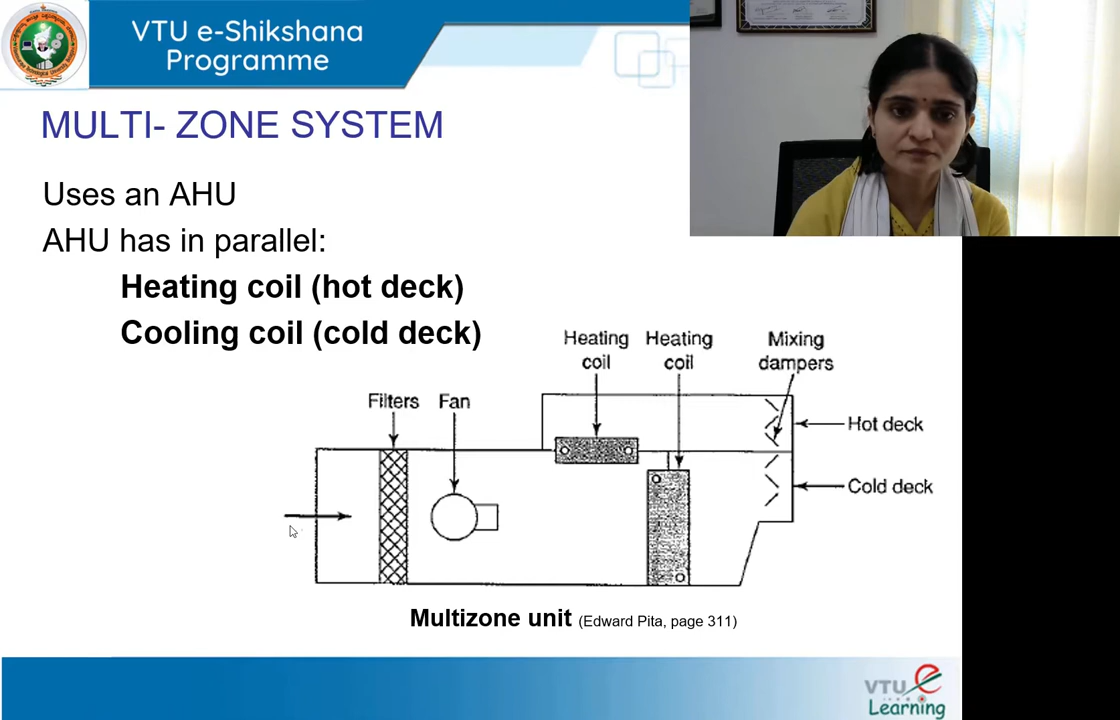 VTU e-Shikshana
Programme
MULTI- ZONE SYSTEM
Uses an AHU
AHU has in parallel:
Heating coil (hot deck)
Cooling coil (cold deck)
Heating
coil
Heating
coil
Mixing
dampers
Filters
Fan
Hot deck
Cold deck
Multizone unit (Edward Pita, page 311)
VTU
Learning